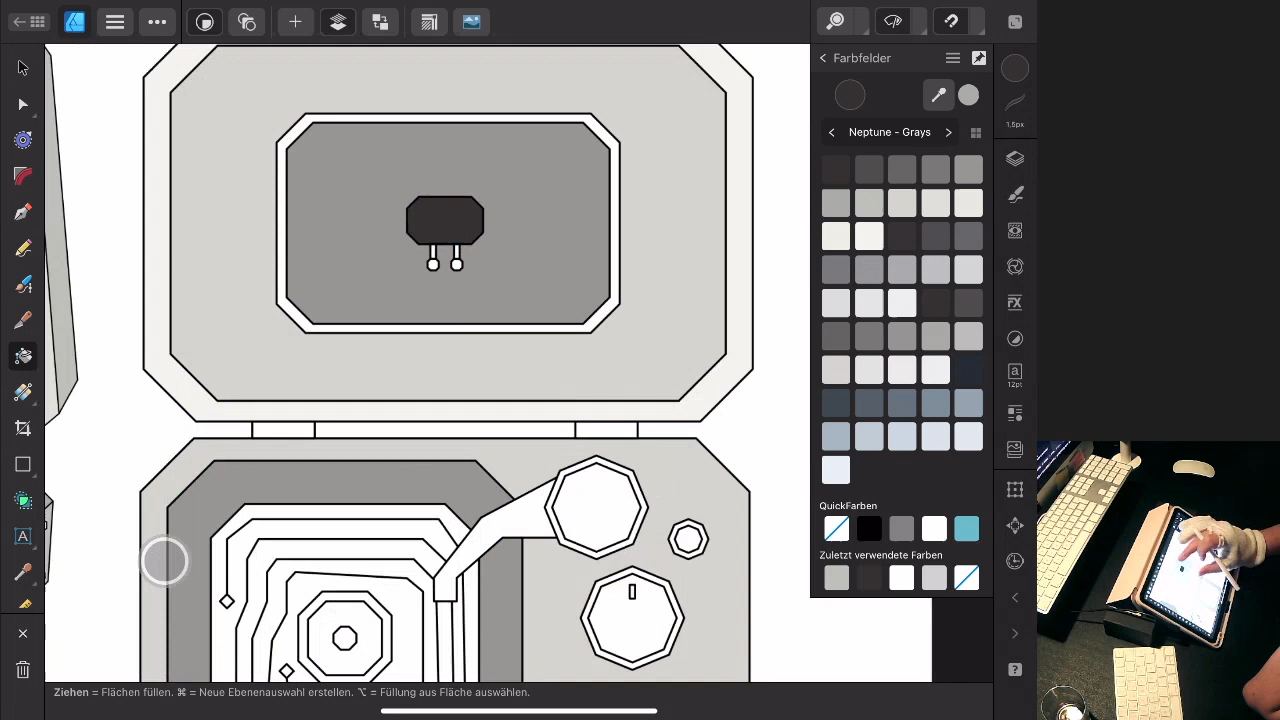 Farbfelder
1,5px
Neptune - Grays
FX
a
12pt
QuickFarben
Zuletzt verwendete Farben
A
?
Ziehen = Flächen füllen. ⌘ = Neue Ebenenauswahl erstellen. ⌥ = Füllung aus Fläche auswählen.